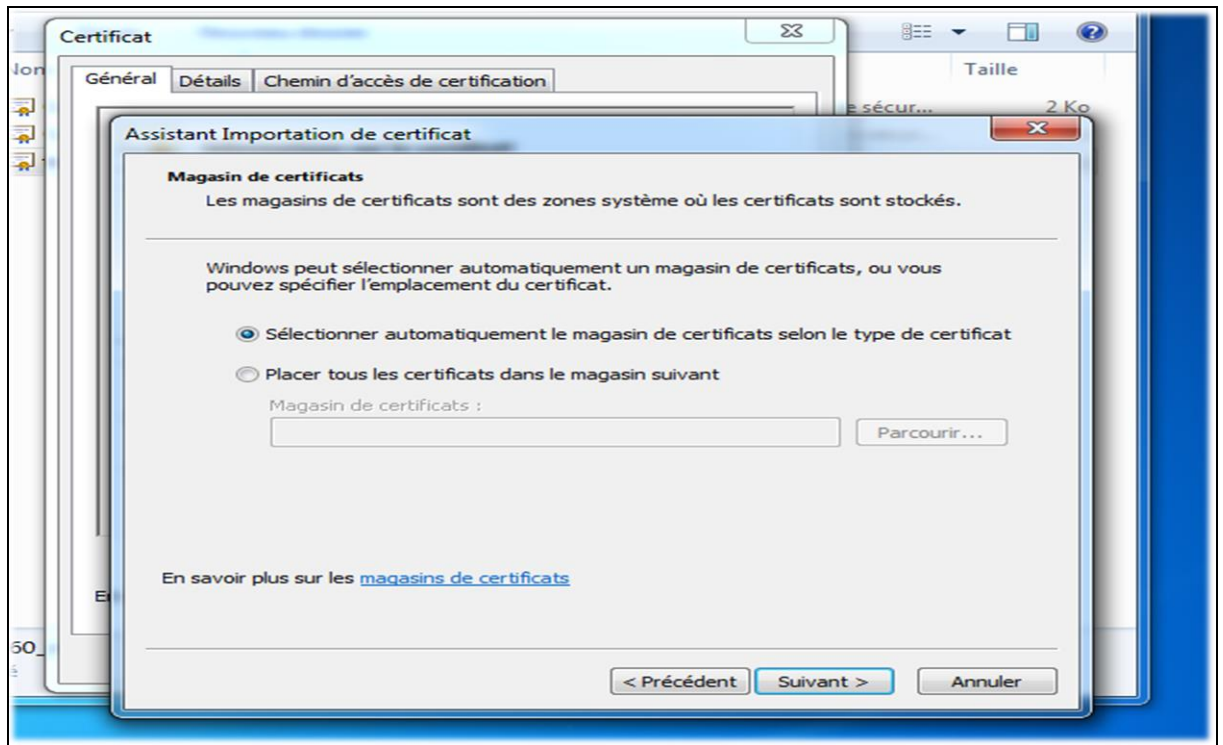 Certificat
Non
Taille
Général
Détails
Chemin d'accès de certification
e sécur...
2 Ko
Assistant Importation de certificat
Magasin de certificats
Les magasins de certificats sont des zones système où les certificats sont stockés.
Windows peut sélectionner automatiquement un magasin de certificats, ou vous
pouvez spécifier l'emplacement du certificat.
Sélectionner automatiquement le magasin de certificats selon le type de certificat
Placer tous les certificats dans le magasin suivant
Magasin de certificats :
Parcourir...
En savoir plus sur les magasins de certificats
60_
< Précédent
Suivant >
Annuler